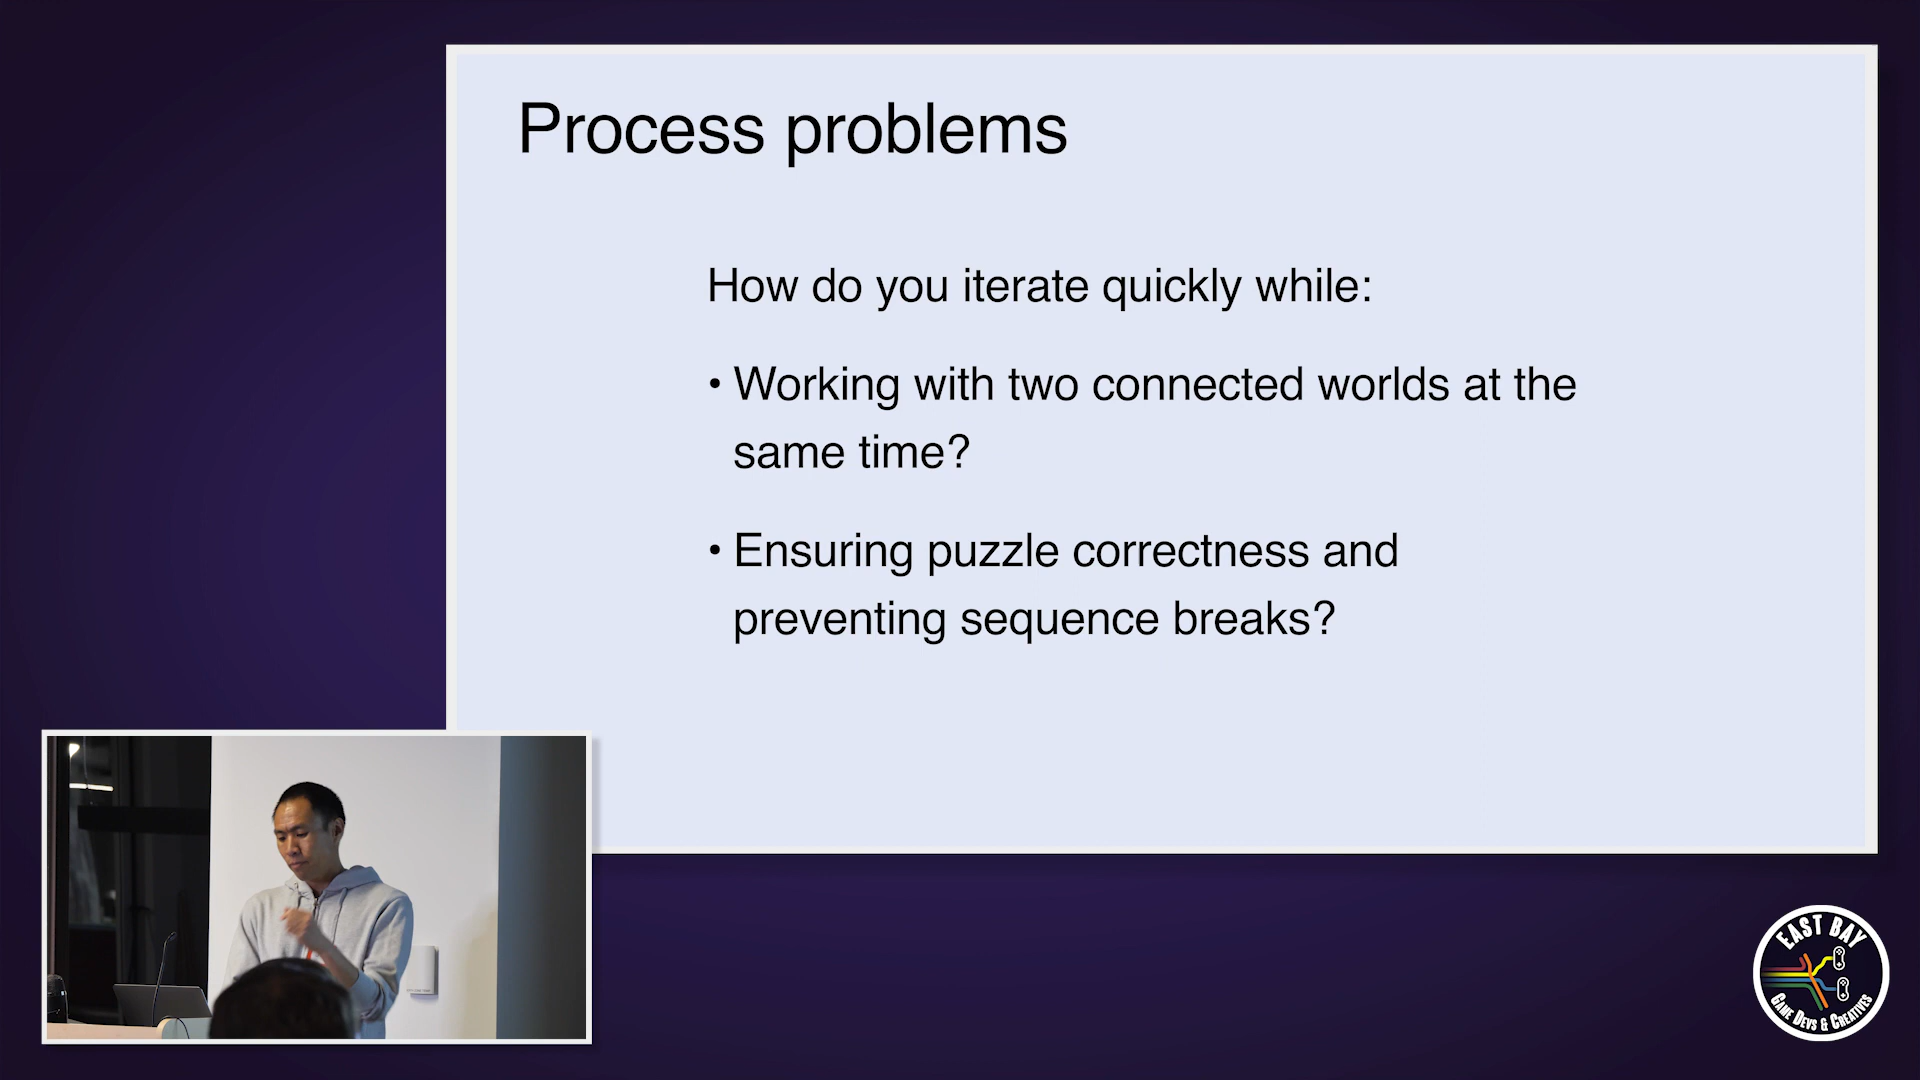 Process problems
How do you iterate quickly while:
• Working with two connected worlds at the
same time?
• Ensuring puzzle correctness and
preventing sequence breaks?
EAST BAY
GAME DEVS & CREATIVES